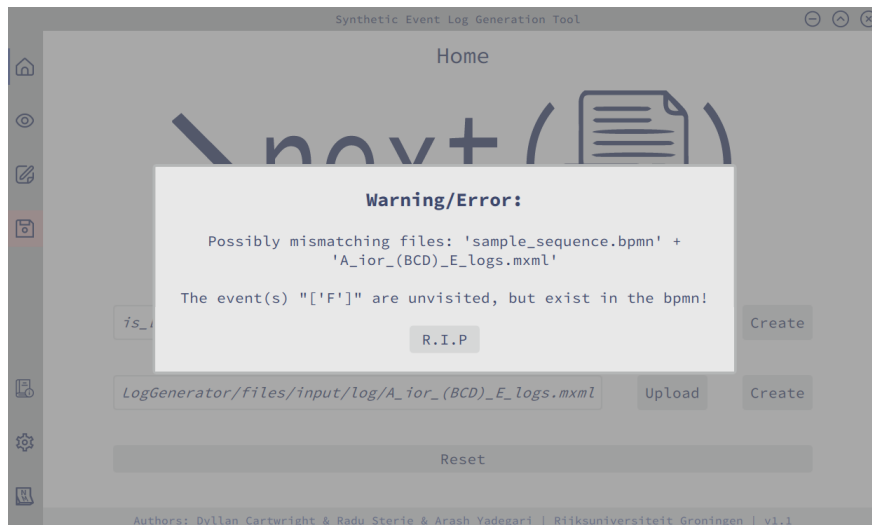 Synthetic Event Log Generation Tool
Home
Warning/Error:
Possibly mismatching files: 'sample_sequence.bpmn' +
'A_ior_(BCD)_E_logs.mxml'
The event(s) "['F']" are unvisited, but exist in the bpmn!
R.I.P
Create
LogGenerator/files/input/log/A_ior_(BCD)_E_logs.mxml Upload Create
Reset
Authors: Dyllan Cartwright & Radu Sterie & Arash Yadegari | Rijksuniversiteit Groningen | v1.1